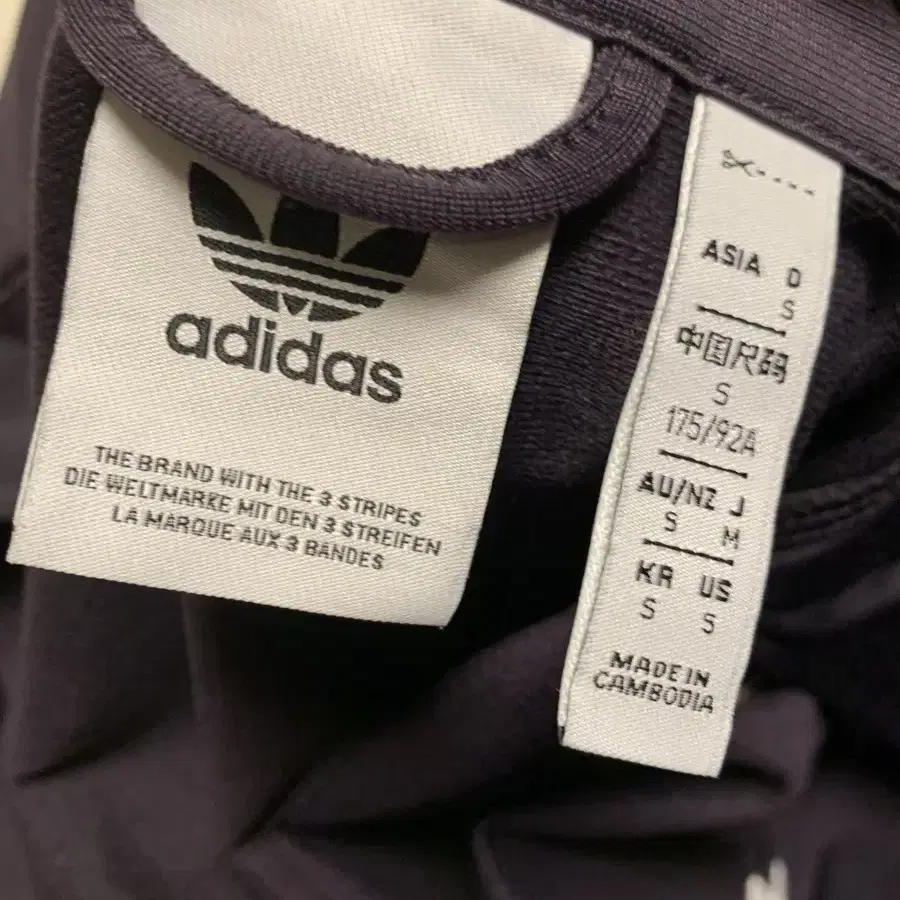 adidas
THE BRAND WITH THE 3 STRIPES
DIE WELTMARKE MIT DEN 3 STREIFEN
LA MARQUE AUX 3 BANDES
ASIA D
S
中国尺码
S
175/92A
AU/NZ J
S M
KR US
S S
MADE IN
CAMBODIA